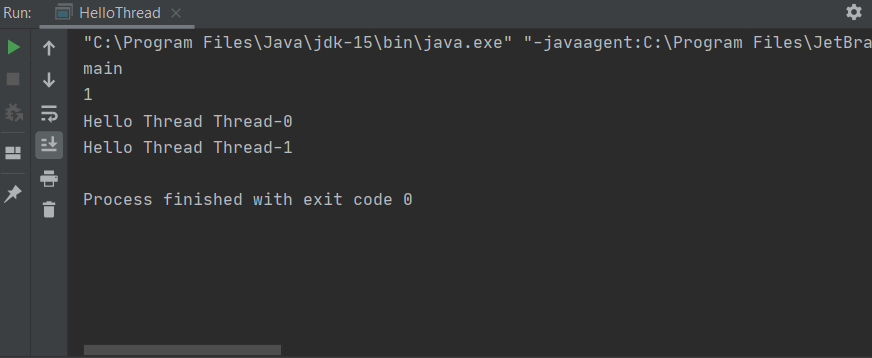 Run: HelloThread
"C:\Program Files\Java\jdk-15\bin\java.exe" "-javaagent:C:\Program Files\JetBra
main
1
Hello Thread Thread-0
Hello Thread Thread-1
Process finished with exit code 0